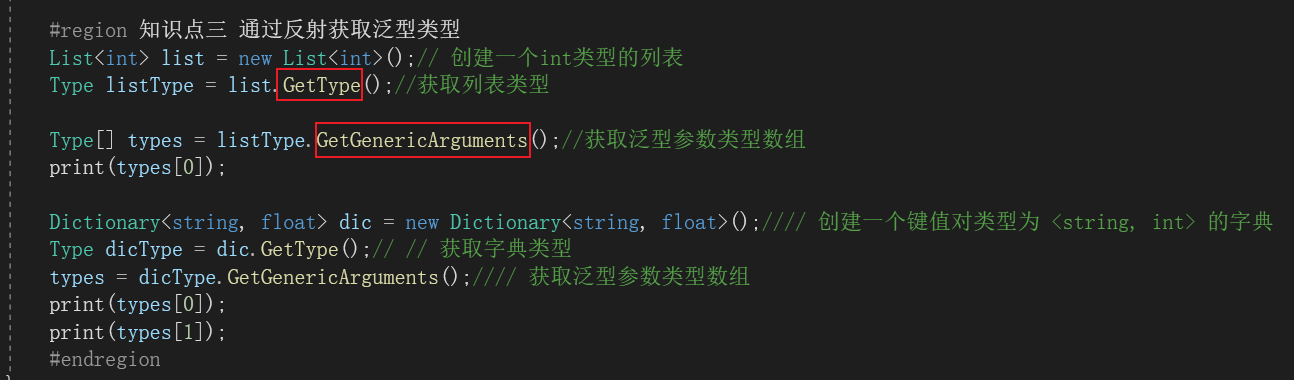 #region 知识点三 通过反射获取泛型类型
List<int> list = new List<int>();// 创建一个int类型的列表
Type listType = list.GetType();//获取列表类型
Type[] types = listType.GetGenericArguments();//获取泛型参数类型数组
print(types[0]);
Dictionary<string, float> dic = new Dictionary<string, float>();//// 创建一个键值对类型为 <string, int> 的字典
Type dicType = dic.GetType();// // 获取字典类型
types = dicType.GetGenericArguments();//// 获取泛型参数类型数组
print(types[0]);
print(types[1]);
#endregion